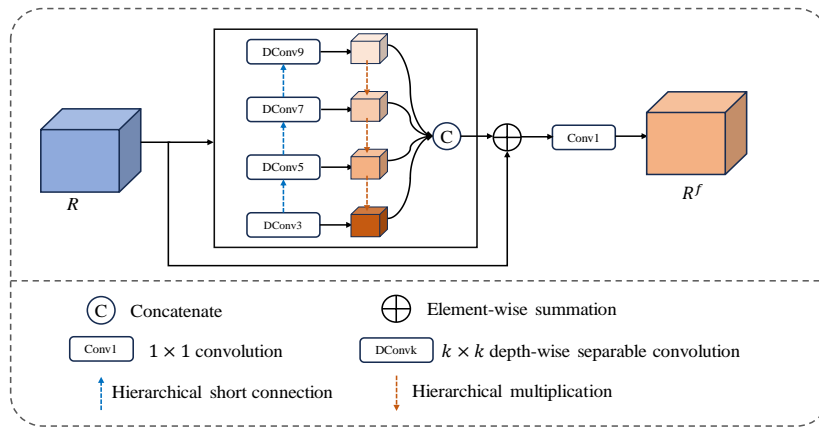 DConv9
DConv7
DConv5
DConv3
C
Conv1
R
R^f
C Concatenate
Element-wise summation
Conv1 1 × 1 convolution
DConvk k × k depth-wise separable convolution
Hierarchical short connection
Hierarchical multiplication